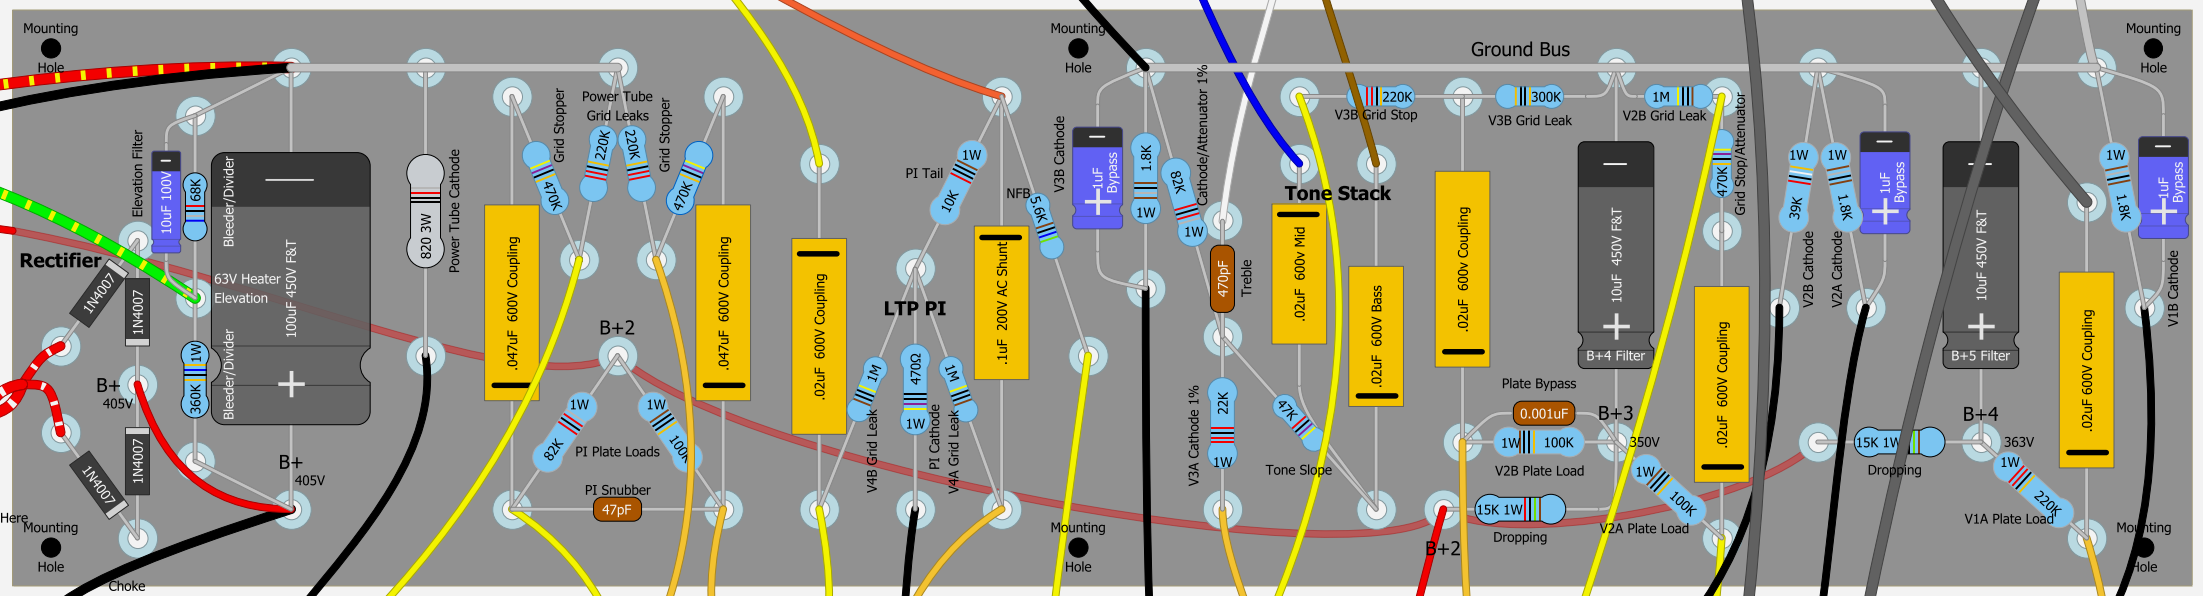 Mounting
Hole
Elevation Filter
10uF 100V
68K
Bleeder/Divider
Rectifier
1N4007
1N4007
63V Heater
Elevation
100uF 450V F&T
B+
405V
1W
360K
Bleeder/Divider
1N4007
1N4007
B+
405V
Here
Mounting
Hole
Choke
820 3W
Power Tube Cathode
Grid Stopper
470K
Power Tube
Grid Leaks
220K
220K
Grid Stopper
470K
.047uF 600V Coupling
B+2
.047uF 600V Coupling
1W
82K
1W
100K
PI Plate Loads
PI Snubber
47pF
.02uF 600V Coupling
PI Tail
1W
10K
NFB
5.6K
LTP PI
.1uF 200V AC Shunt
1M
V4B Grid Leak
470Ω
1W
PI Cathode
1M
V4A Grid Leak
Mounting
Hole
V3B Cathode
1uF
Bypass
1.8K
1W
82K
1W
Cathode/Attenuator 1%
470pF
Treble
22K
1W
V3A Cathode 1%
Mounting
Hole
Ground Bus
220K
V3B Grid Stop
Tone Stack
.02uF 600v Mid
.02uF 600V Bass
47K
Tone Slope
.02uF 600v Coupling
300K
V3B Grid Leak
1M
V2B Grid Leak
10uF 450V F&T
B+4 Filter
Plate Bypass
0.001uF
B+3
350V
1W 100K
V2B Plate Load
15K 1W
Dropping
B+2
1W
100K
V2A Plate Load
470K
Grid Stop/Attenuator
.02uF 600V Coupling
1W
39K
V2B Cathode
1W
1.8K
V2A Cathode
1uF
Bypass
10uF 450V F&T
B+5 Filter
B+4
363V
15K 1W
Dropping
1W
220K
V1A Plate Load
.02uF 600V Coupling
Mounting
Hole
1W
1.8K
1uF
Bypass
V1B Cathode
Mounting
Hole